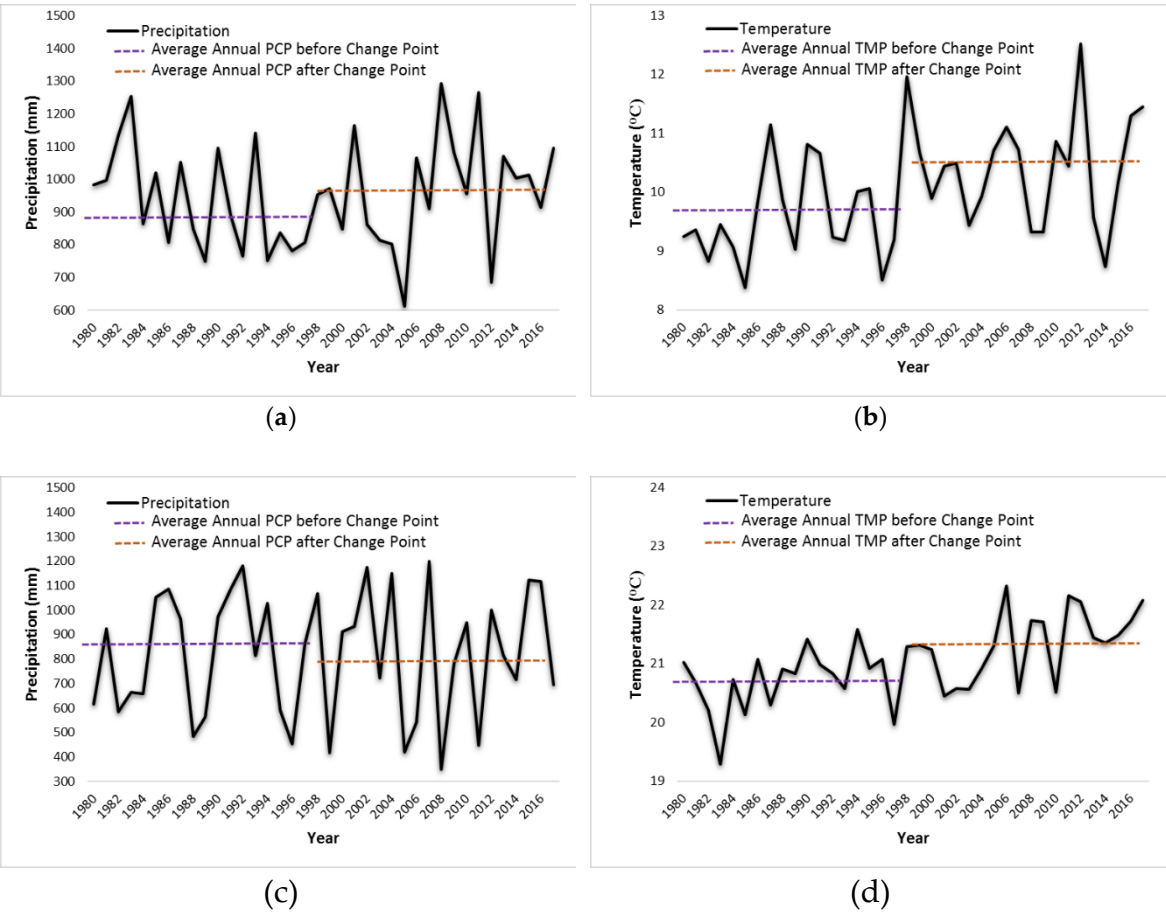 1500
1400
1300
1200
1100
1000
900
800
700
600
Precipitation (mm)
Precipitation
Average Annual PCP before Change Point
Average Annual PCP after Change Point
1980 1982 1984 1986 1988 1990 1992 1994 1996 1998 2000 2002 2004 2006 2008 2010 2012 2014 2016
Year
(a)
13
12
11
10
9
8
Temperature (°C)
Temperature
Average Annual TMP before Change Point
Average Annual TMP after Change Point
1980 1982 1984 1986 1988 1990 1992 1994 1996 1998 2000 2002 2004 2006 2008 2010 2012 2014 2016
Year
(b)
1500
1400
1300
1200
1100
1000
900
800
700
600
500
400
300
Precipitation (mm)
Precipitation
Average Annual PCP before Change Point
Average Annual PCP after Change Point
1980 1982 1984 1986 1988 1990 1992 1994 1996 1998 2000 2002 2004 2006 2008 2010 2012 2014 2016
Year
(c)
24
23
22
21
20
19
Temperature (°C)
Temperature
Average Annual TMP before Change Point
Average Annual TMP after Change Point
1980 1982 1984 1986 1988 1990 1992 1994 1996 1998 2000 2002 2004 2006 2008 2010 2012 2014 2016
Year
(d)